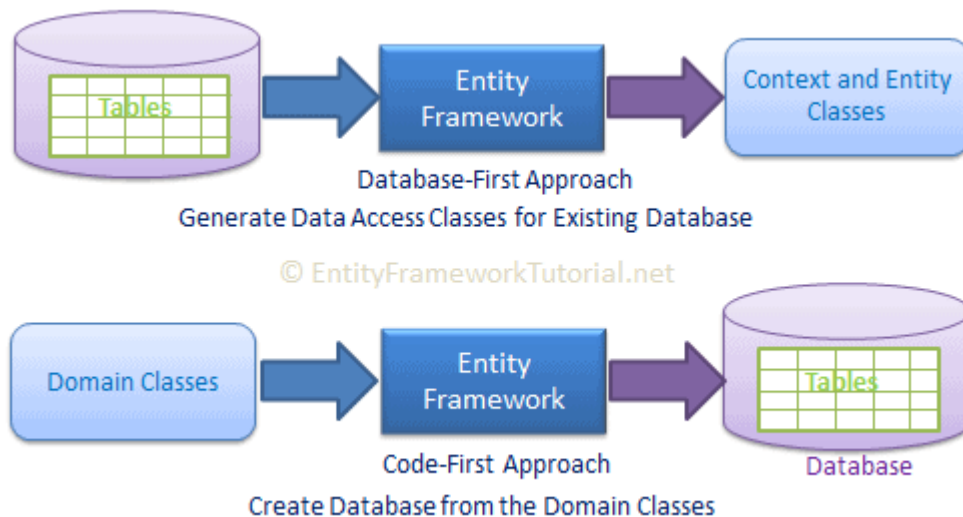 Tables
Entity
Framework
Context and Entity
Classes
Database-First Approach
Generate Data Access Classes for Existing Database
© EntityFrameworkTutorial.net
Domain Classes
Entity
Framework
Tables
Code-First Approach
Database
Create Database from the Domain Classes